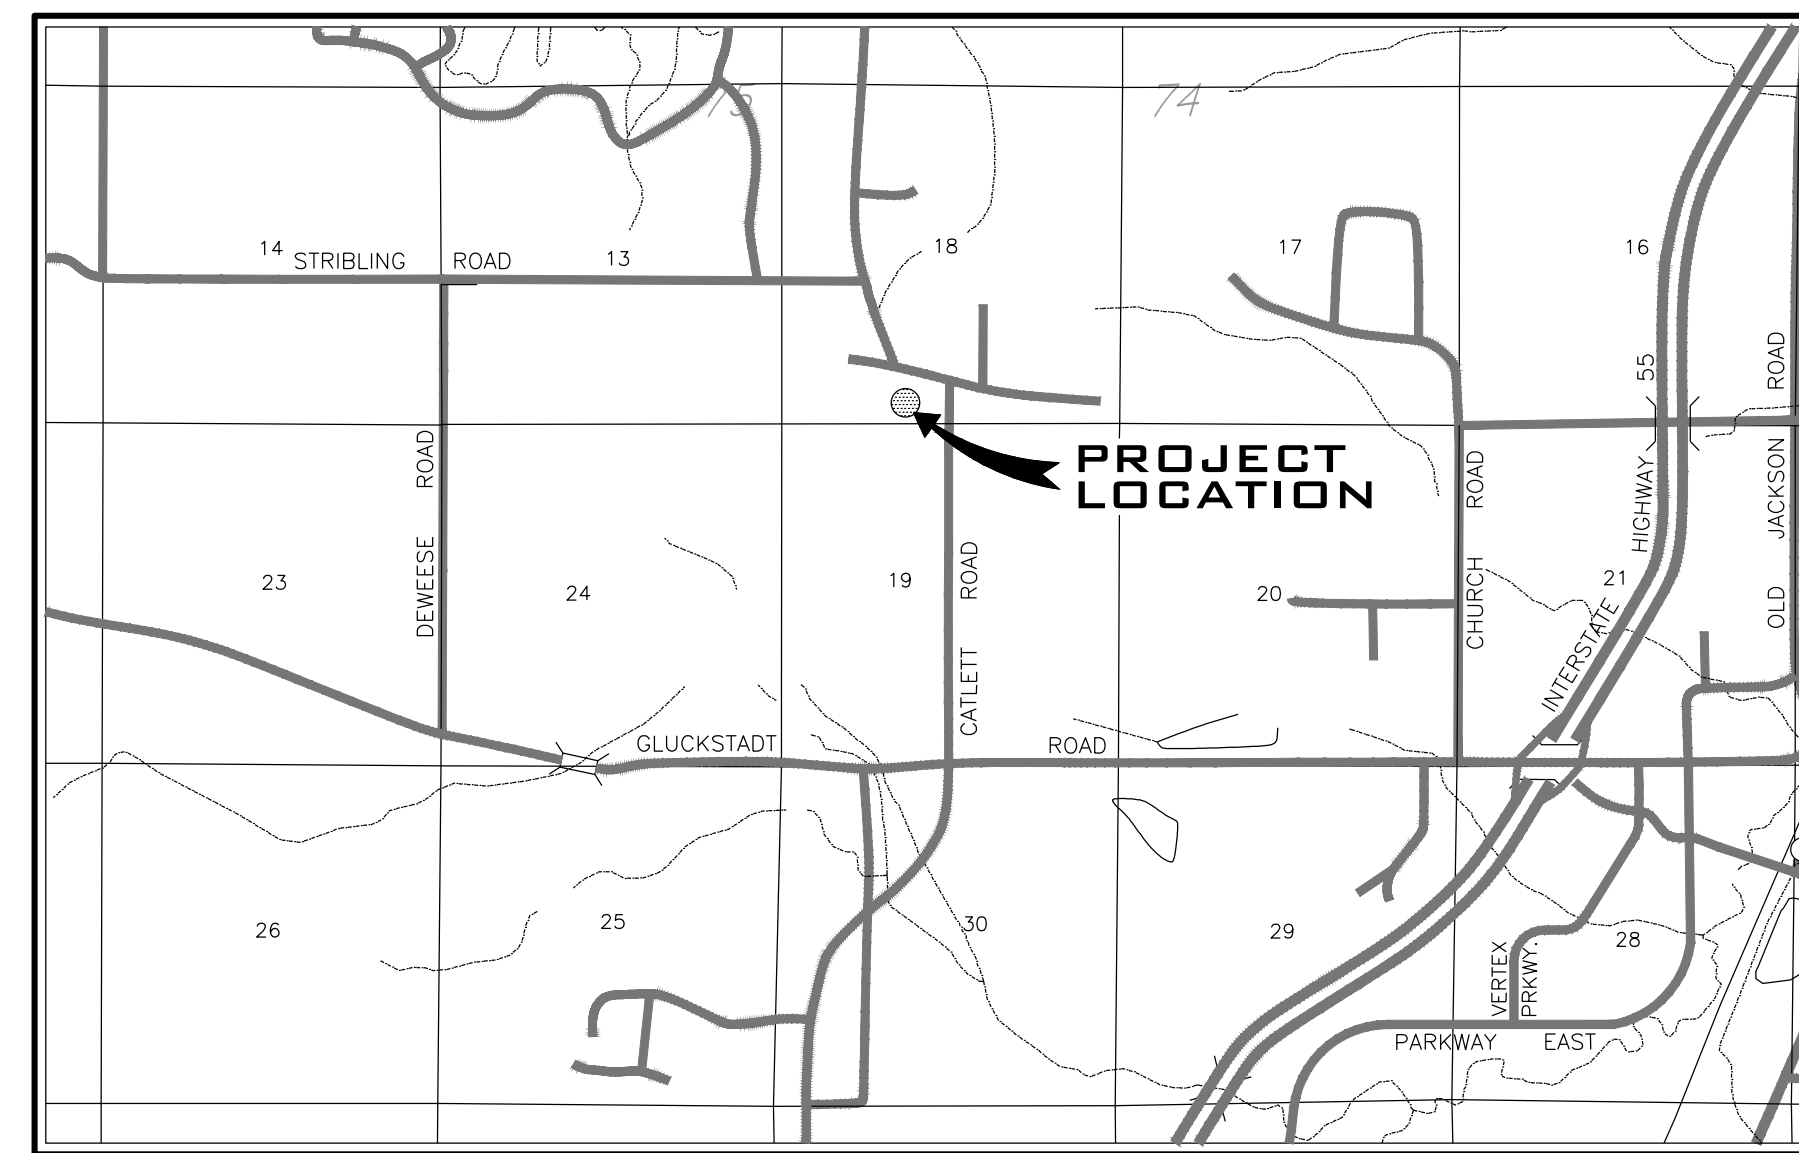 75
74
14
STRIBLING ROAD
13
18
17
16
55
ROAD
PROJECT
LOCATION
DEWEESE ROAD
CATLETT ROAD
CHURCH ROAD
INTERSTATE HIGHWAY
OLD JACKSON
23
24
19
20
21
GLUCKSTADT ROAD
26
25
30
29
28
VERTEX
PRKWY.
PARKWAY EAST